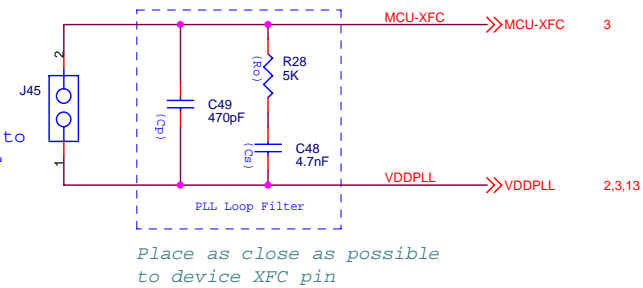 MCU-XFC
MCU-XFC 3
2
R28
5K
(Ro)
J45
C49
470pF
(Cp)
to
C48
4.7nF
(Cs)
1
VDDPLL
VDDPLL 2,3,13
PLL Loop Filter
Place as close as possible
to device XFC pin